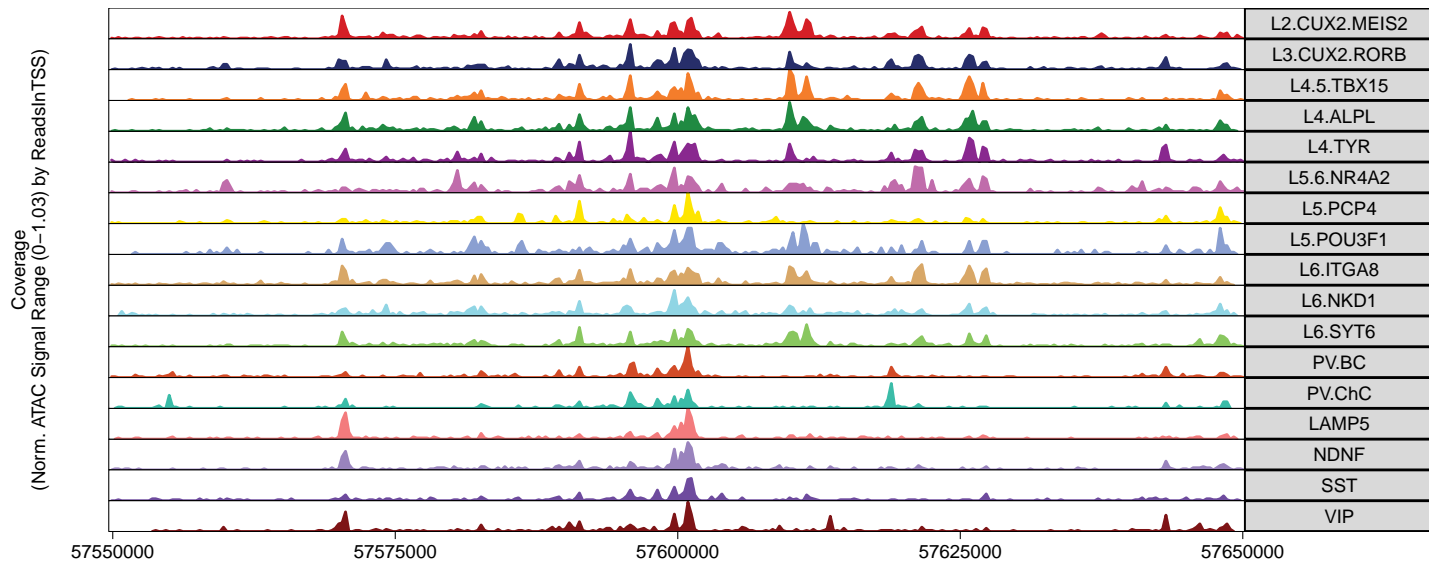 Coverage
(Norm. ATAC Signal Range (0−1.03) by ReadsInTSS)
L2.CUX2.MEIS2
L3.CUX2.RORB
L4.5.TBX15
L4.ALPL
L4.TYR
L5.6.NR4A2
L5.PCP4
L5.POU3F1
L6.ITGA8
L6.NKD1
L6.SYT6
PV.BC
PV.ChC
LAMP5
NDNF
SST
VIP
57550000 57575000 57600000 57625000 57650000